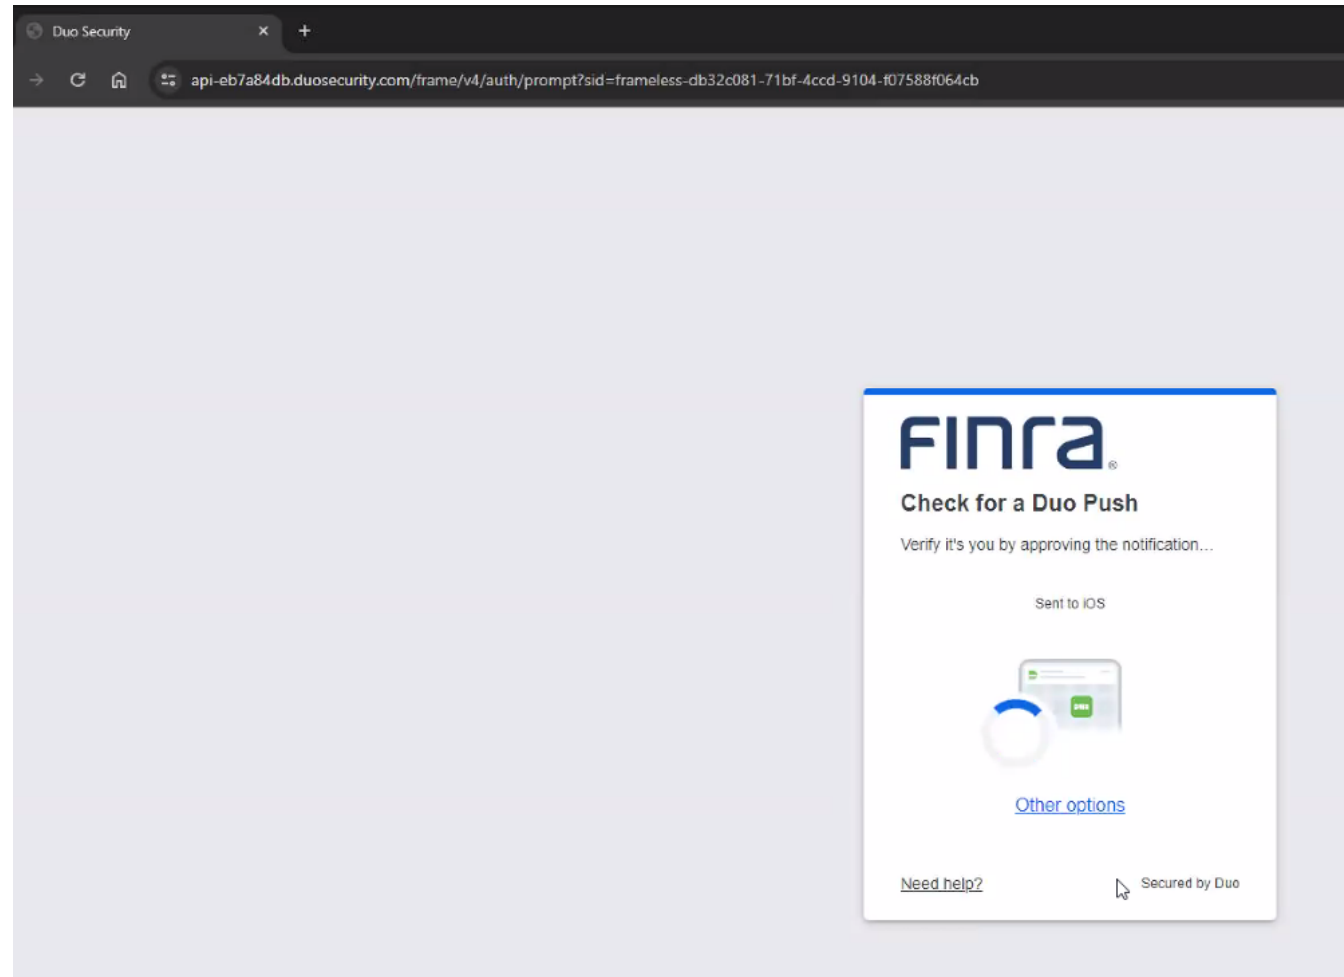 Duo Security
api-eb7a84db.duosecurity.com/frame/v4/auth/prompt?sid=frameless-db32c081-71bf-4ccd-9104-f07588f064cb
FINra®
Check for a Duo Push
Verify it's you by approving the notification...
Sent to iOS
Other options
Need help? Secured by Duo